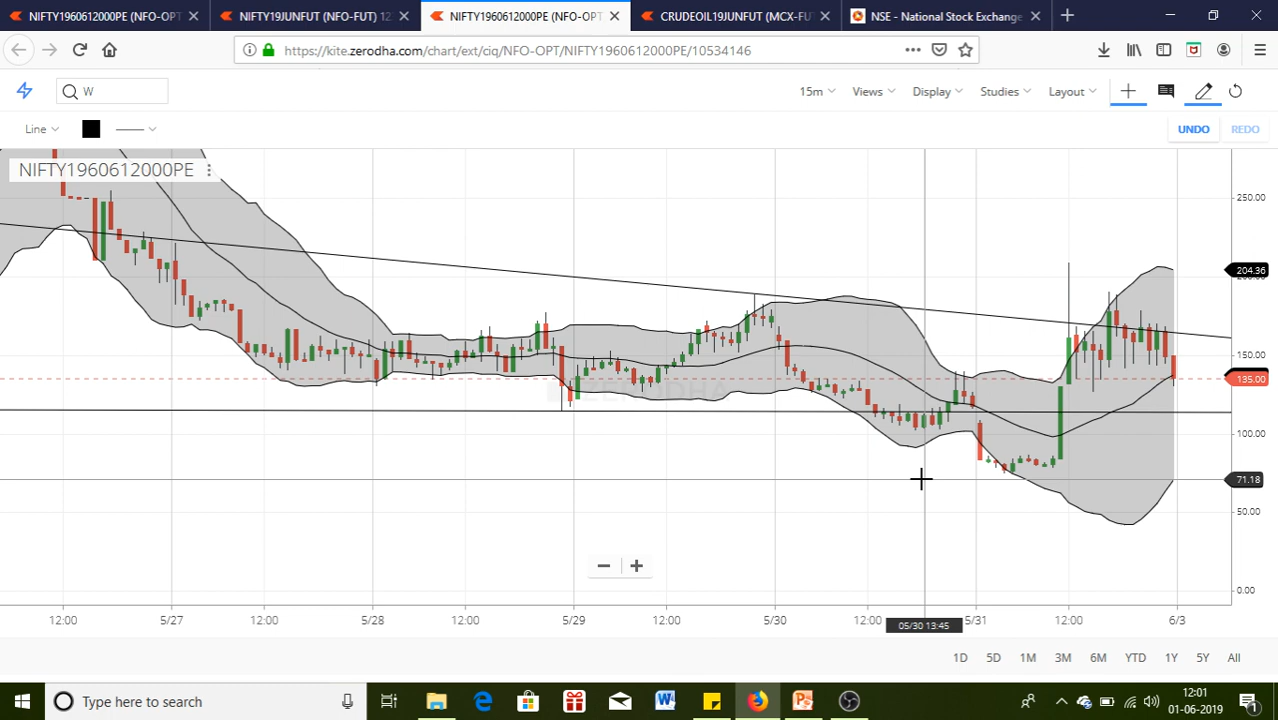 NIFTY1960612000PE (NFO-OPT
NIFTY19JUNFUT (NFO-FUT) 12
NIFTY1960612000PE (NFO-OPT
CRUDEOIL19JUNFUT (MCX-FU
NSE - National Stock Exchange
https://kite.zerodha.com/chart/ext/ciq/NFO-OPT/NIFTY1960612000PE/10534146
W
15m
Views
Display
Studies
Layout
Line
UNDO
REDO
NIFTY1960612000PE
250.00
204.36
200.00
150.00
135.00
100.00
71.18
50.00
0.00
ZERODHA
12:00
5/27
12:00
5/28
12:00
5/29
12:00
5/30
12:00
05/30 13:45
5/31
12:00
6/3
1D
5D
1M
3M
6M
YTD
1Y
5Y
All
Type here to search
12:01
01-06-2019
1